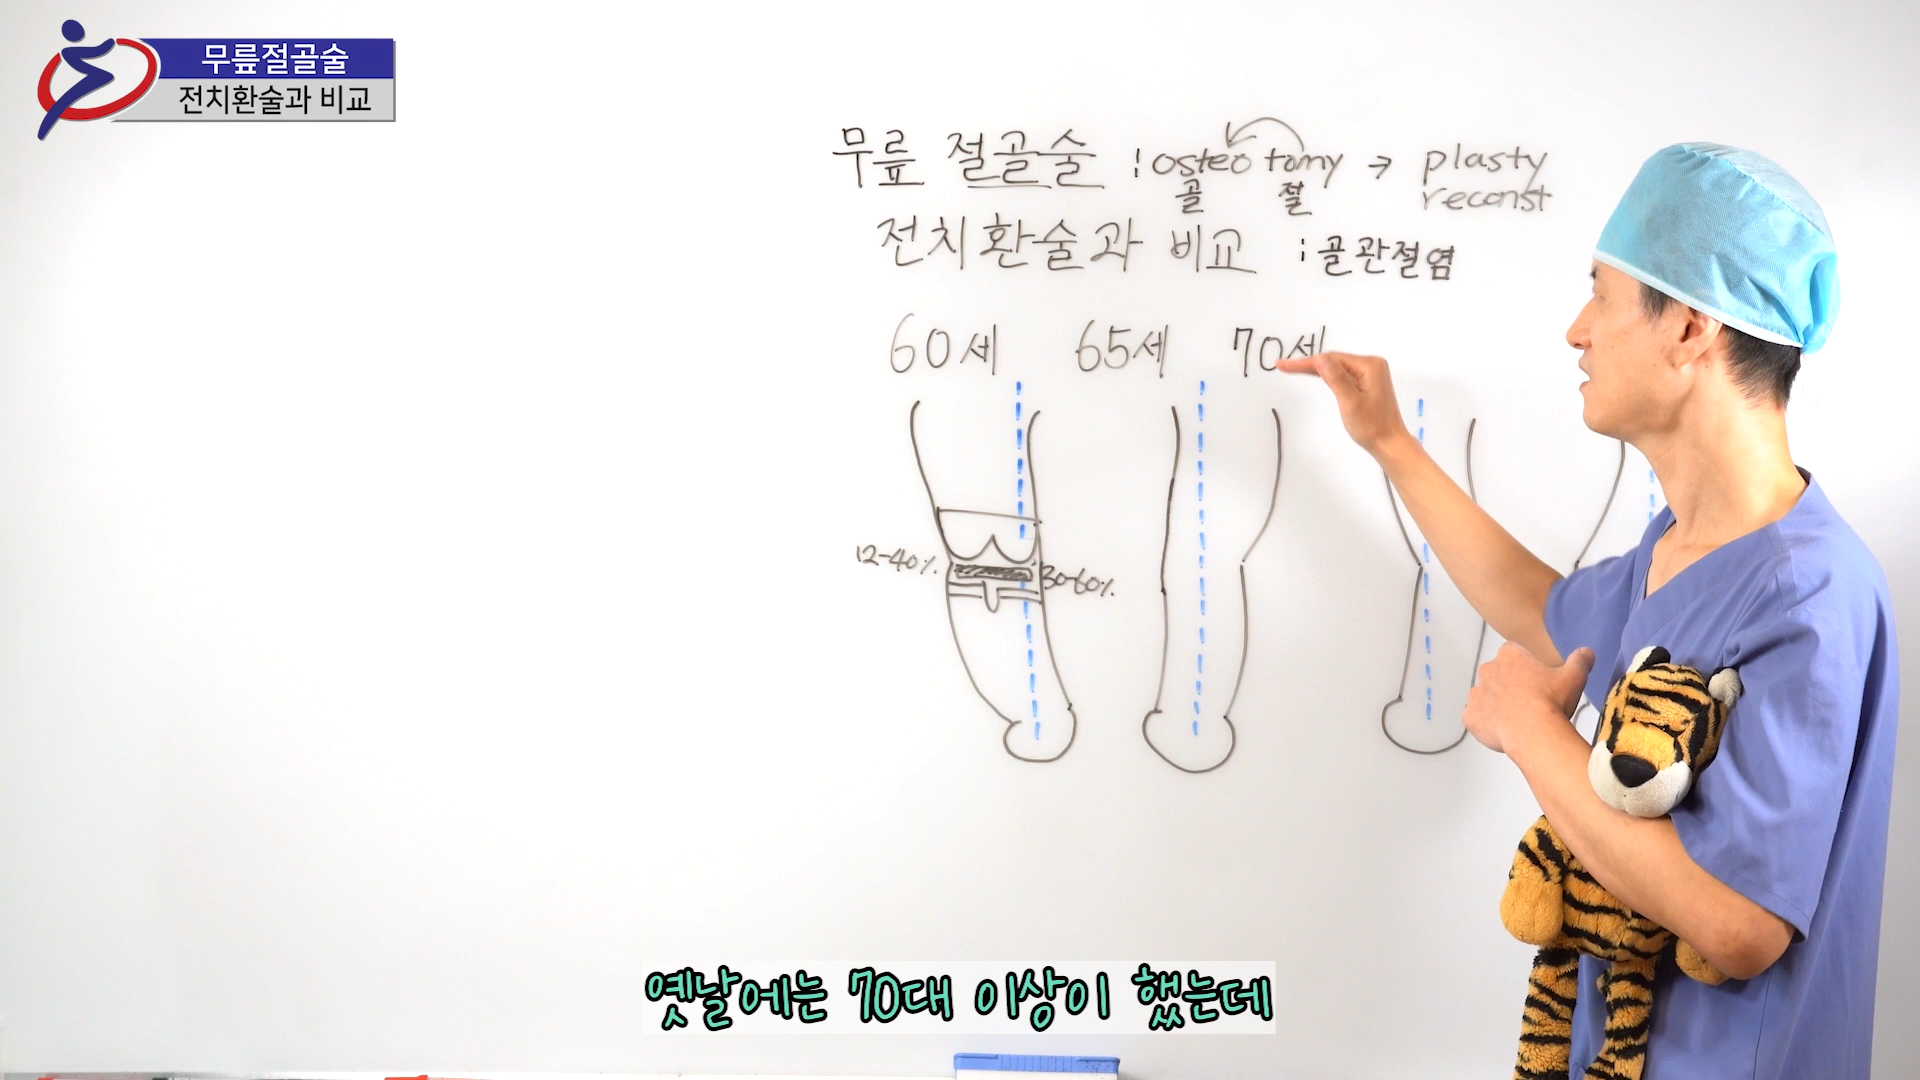 무릎절골술
전치환술과 비교
무릎 절골술 : osteotomy → plasty
골 절 reconst
전치환술과 비교 : 골관절염
60세 65세 70세
12-40% 30-60%
옛날에는 70대 이상이 했는데